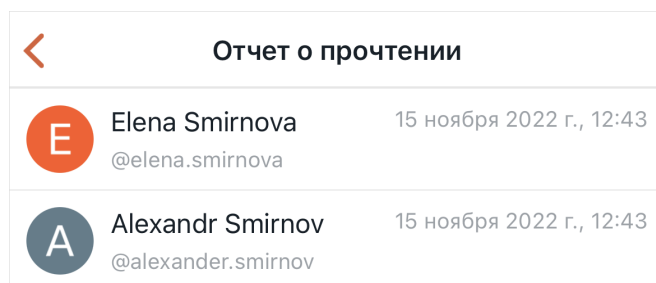 Отчет о прочтении
E
Elena Smirnova
15 ноября 2022 г., 12:43
@elena.smirnova
A
Alexandr Smirnov
15 ноября 2022 г., 12:43
@alexander.smirnov